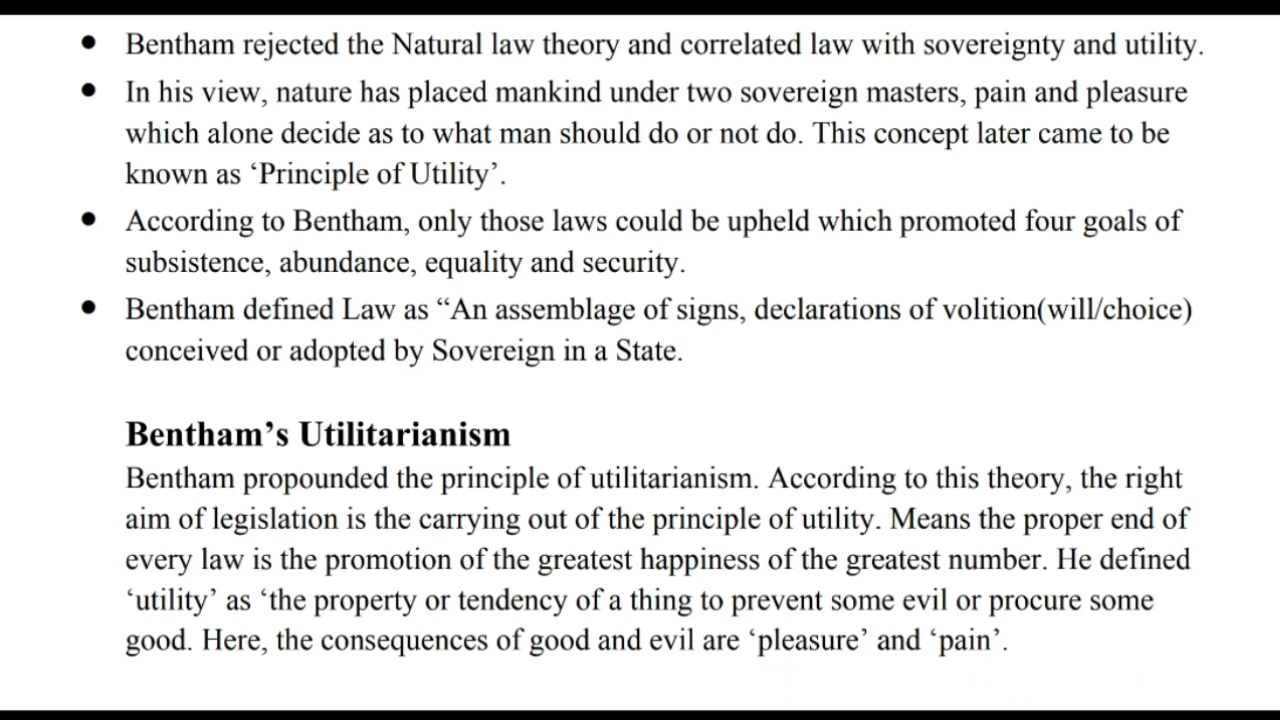 • Bentham rejected the Natural law theory and correlated law with sovereignty and utility.
• In his view, nature has placed mankind under two sovereign masters, pain and pleasure
which alone decide as to what man should do or not do. This concept later came to be
known as ‘Principle of Utility’.
• According to Bentham, only those laws could be upheld which promoted four goals of
subsistence, abundance, equality and security.
• Bentham defined Law as “An assemblage of signs, declarations of volition(will/choice)
conceived or adopted by Sovereign in a State.
Bentham’s Utilitarianism
Bentham propounded the principle of utilitarianism. According to this theory, the right
aim of legislation is the carrying out of the principle of utility. Means the proper end of
every law is the promotion of the greatest happiness of the greatest number. He defined
‘utility’ as ‘the property or tendency of a thing to prevent some evil or procure some
good. Here, the consequences of good and evil are ‘pleasure’ and ‘pain’.